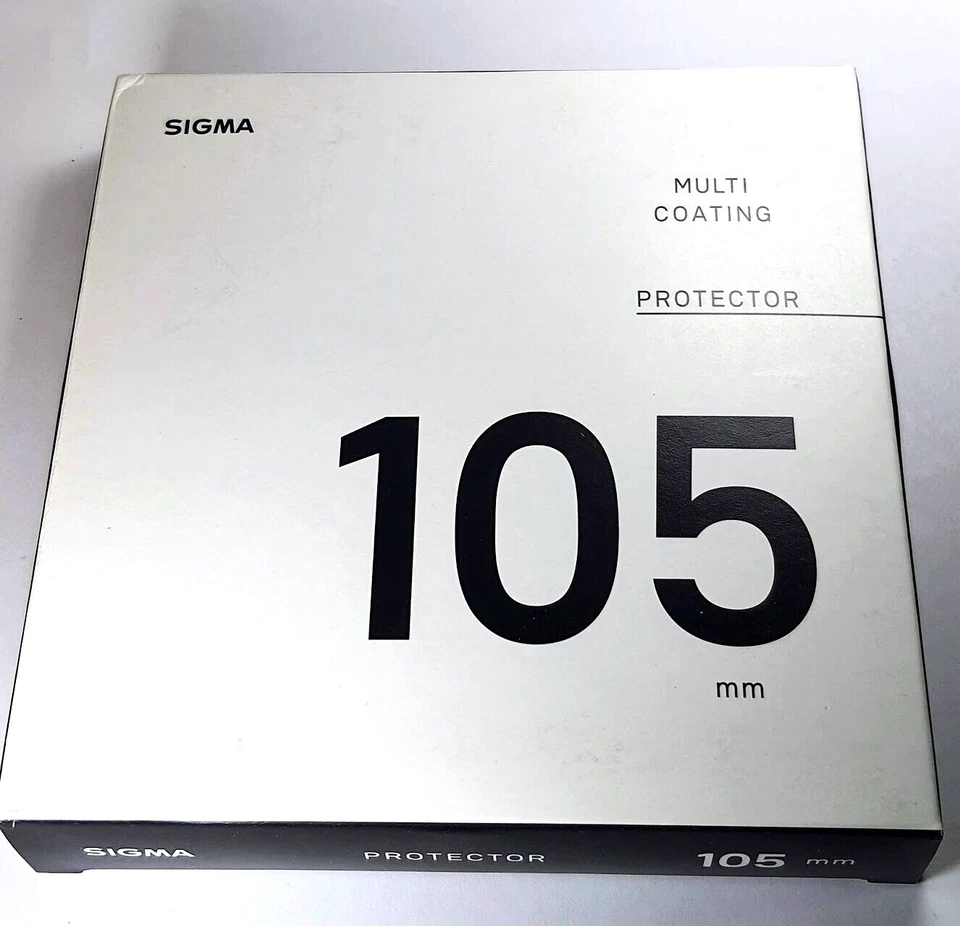 SIGMA
MULTI
COATING
PROTECTOR
105
mm
SIGMA PROTECTOR 105 mm